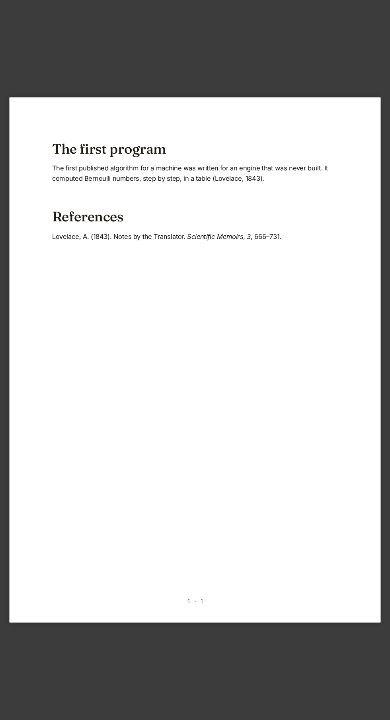 The first program
The first published algorithm for a machine was written for an engine that was never built. It
computed Bernoulli numbers, step by step, in a table (Lovelace, 1843).
References
Lovelace, A. (1843). Notes by the Translator. Scientific Memoirs, 3, 666–731.
1 - 1